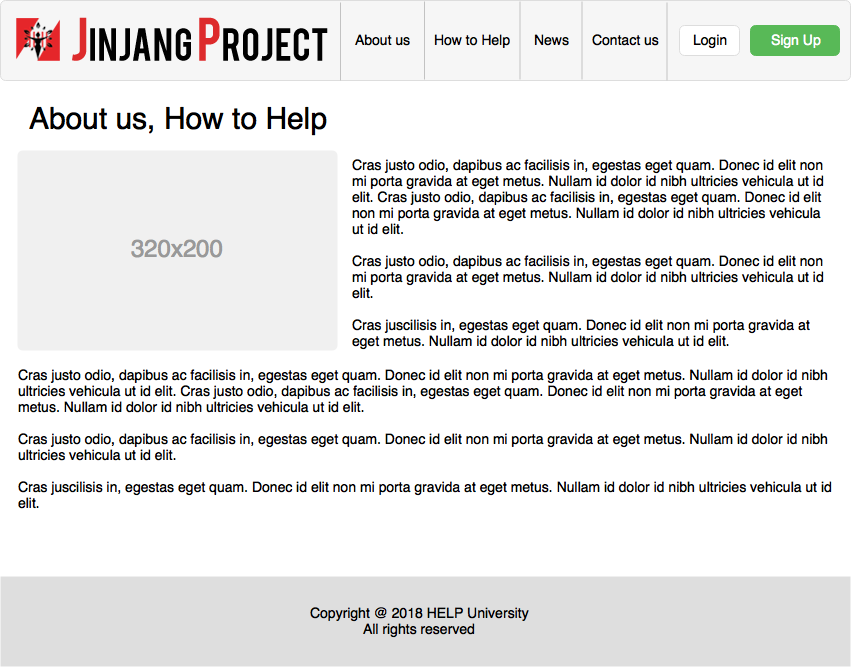 JINJANG PROJECT
About us
How to Help
News
Contact us
Login
Sign Up
About us, How to Help
320x200
Cras justo odio, dapibus ac facilisis in, egestas eget quam. Donec id elit non
mi porta gravida at eget metus. Nullam id dolor id nibh ultricies vehicula ut id
elit. Cras justo odio, dapibus ac facilisis in, egestas eget quam. Donec id elit
non mi porta gravida at eget metus. Nullam id dolor id nibh ultricies vehicula
ut id elit.
Cras justo odio, dapibus ac facilisis in, egestas eget quam. Donec id elit non
mi porta gravida at eget metus. Nullam id dolor id nibh ultricies vehicula ut id
elit.
Cras juscilisis in, egestas eget quam. Donec id elit non mi porta gravida at
eget metus. Nullam id dolor id nibh ultricies vehicula ut id elit.
Cras justo odio, dapibus ac facilisis in, egestas eget quam. Donec id elit non mi porta gravida at eget metus. Nullam id dolor id nibh
ultricies vehicula ut id elit. Cras justo odio, dapibus ac facilisis in, egestas eget quam. Donec id elit non mi porta gravida at eget
metus. Nullam id dolor id nibh ultricies vehicula ut id elit.
Cras justo odio, dapibus ac facilisis in, egestas eget quam. Donec id elit non mi porta gravida at eget metus. Nullam id dolor id nibh
ultricies vehicula ut id elit.
Cras juscilisis in, egestas eget quam. Donec id elit non mi porta gravida at eget metus. Nullam id dolor id nibh ultricies vehicula ut id
elit.
Copyright @ 2018 HELP University
All rights reserved